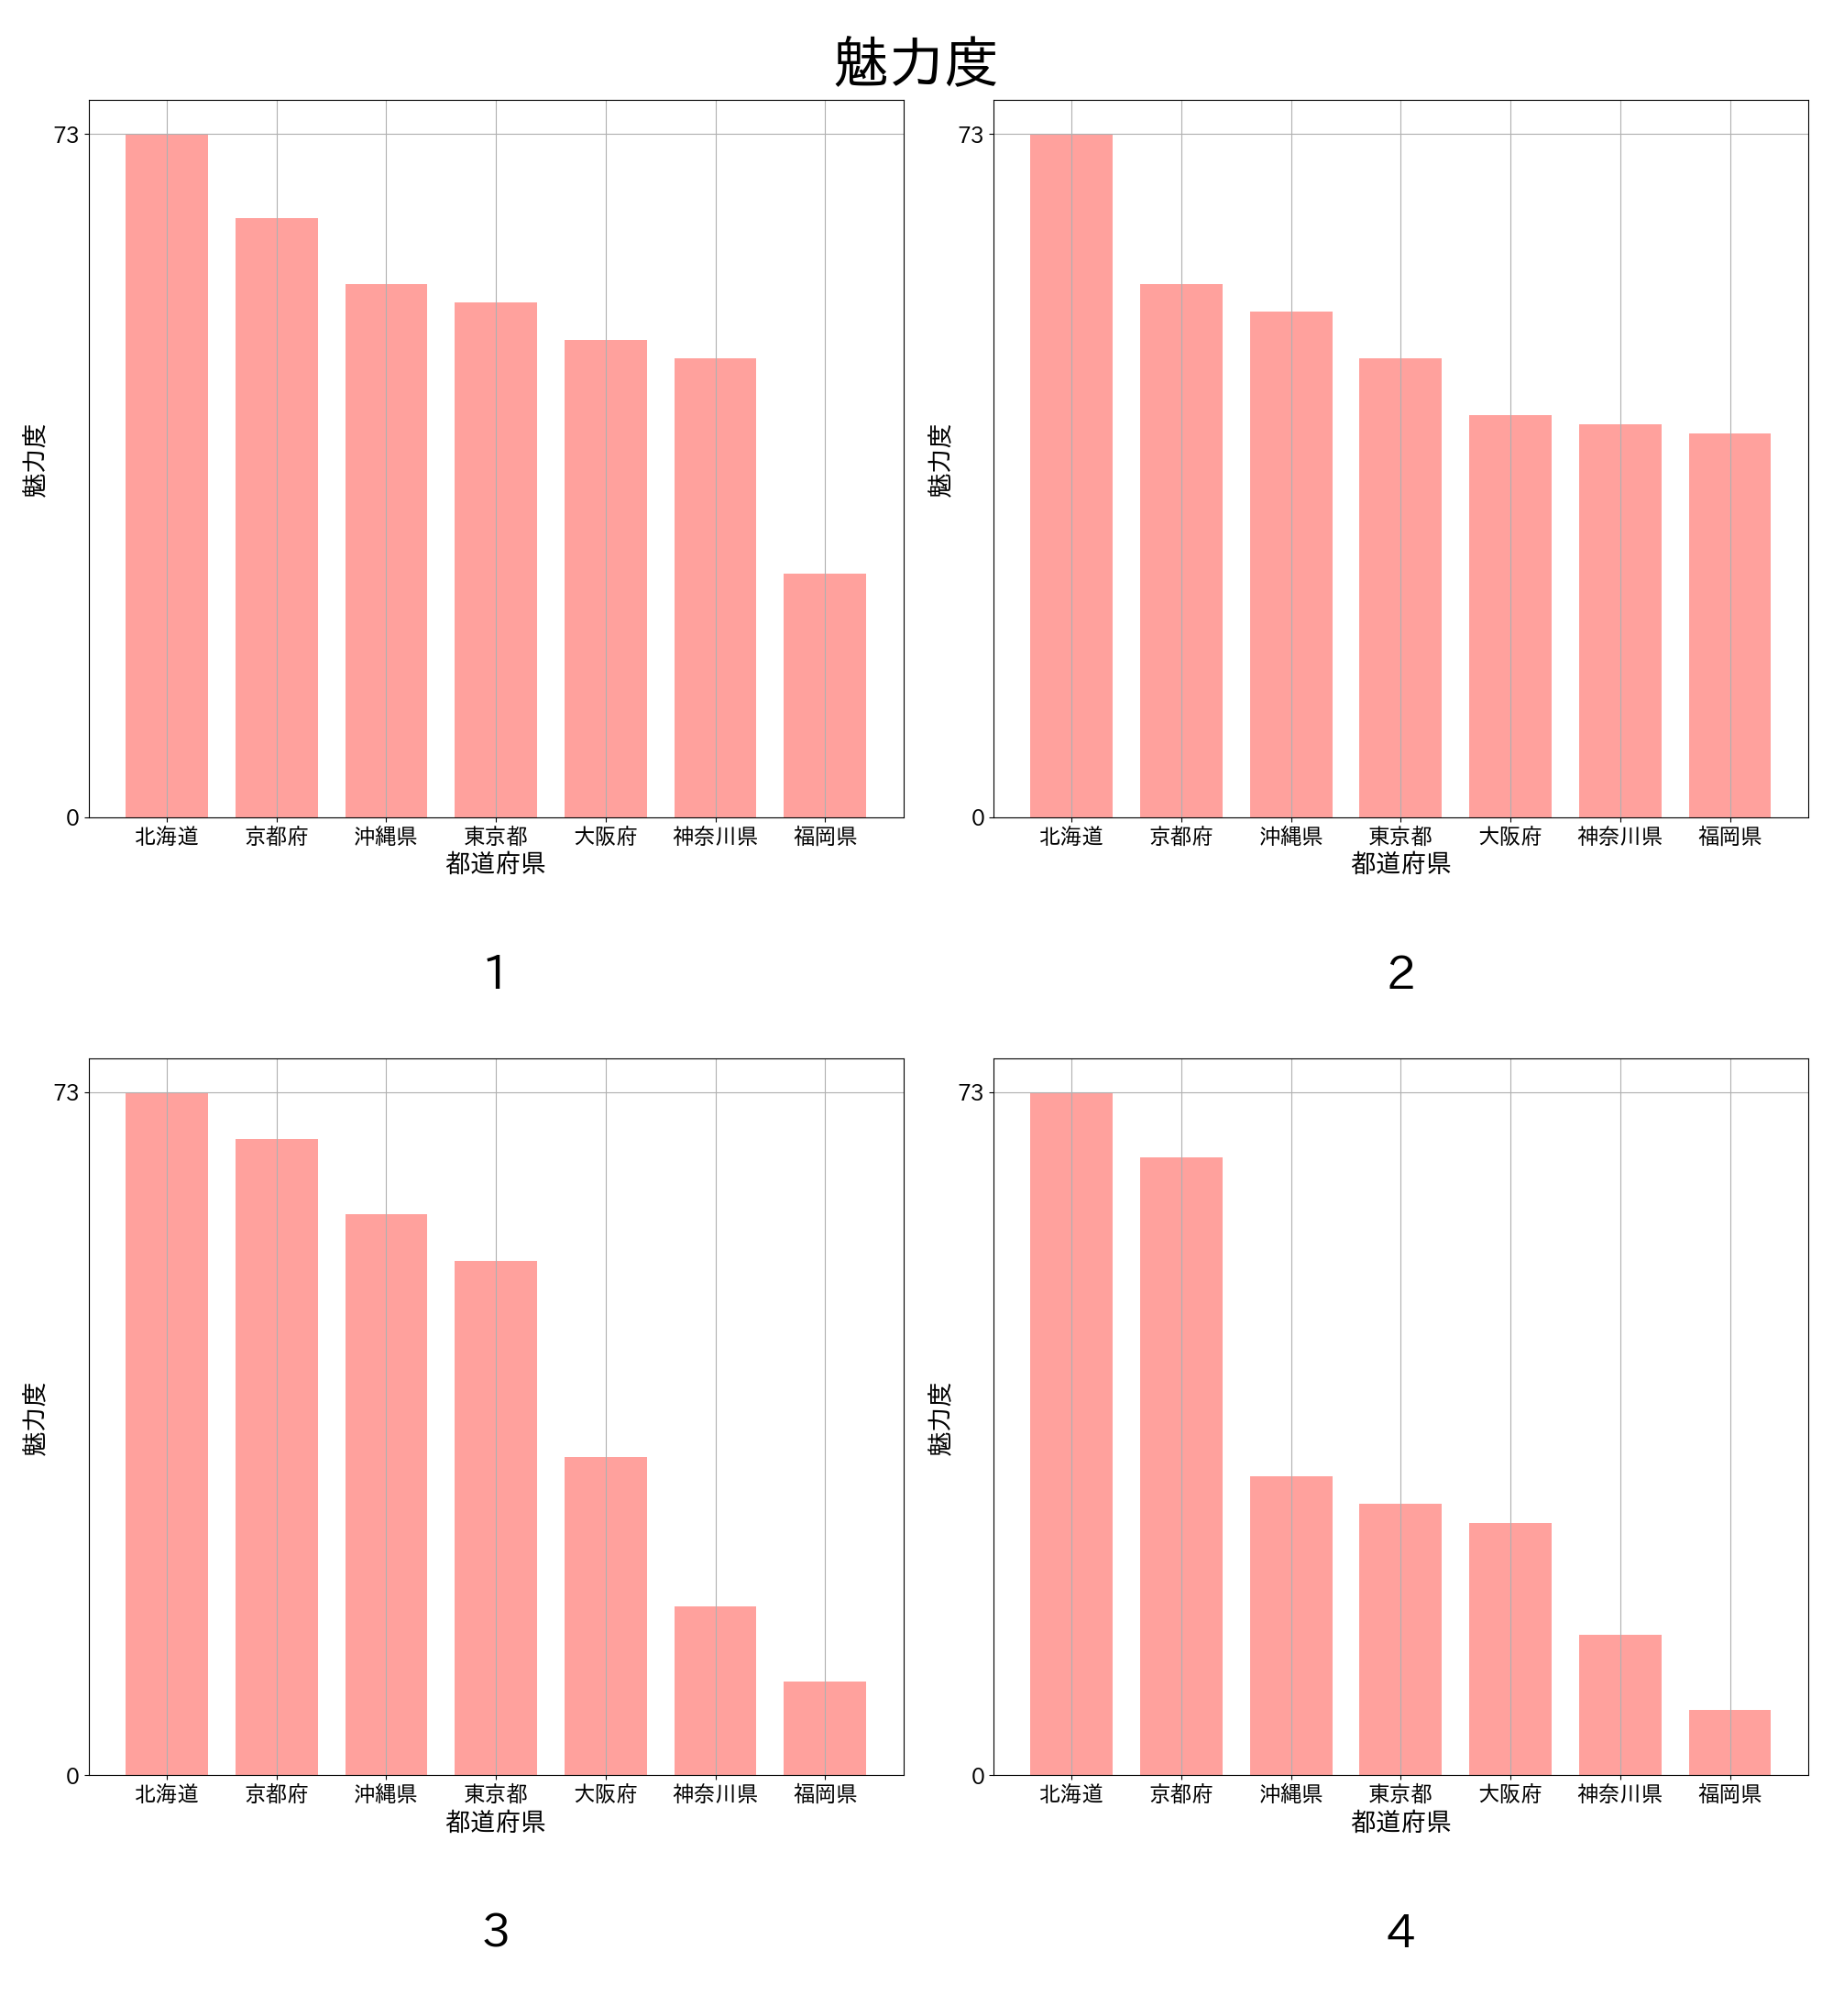 魅力度
73
0
魅力度
北海道 京都府 沖縄県 東京都 大阪府 神奈川県 福岡県
都道府県
1
73
0
魅力度
北海道 京都府 沖縄県 東京都 大阪府 神奈川県 福岡県
都道府県
2
73
0
魅力度
北海道 京都府 沖縄県 東京都 大阪府 神奈川県 福岡県
都道府県
3
73
0
魅力度
北海道 京都府 沖縄県 東京都 大阪府 神奈川県 福岡県
都道府県
4